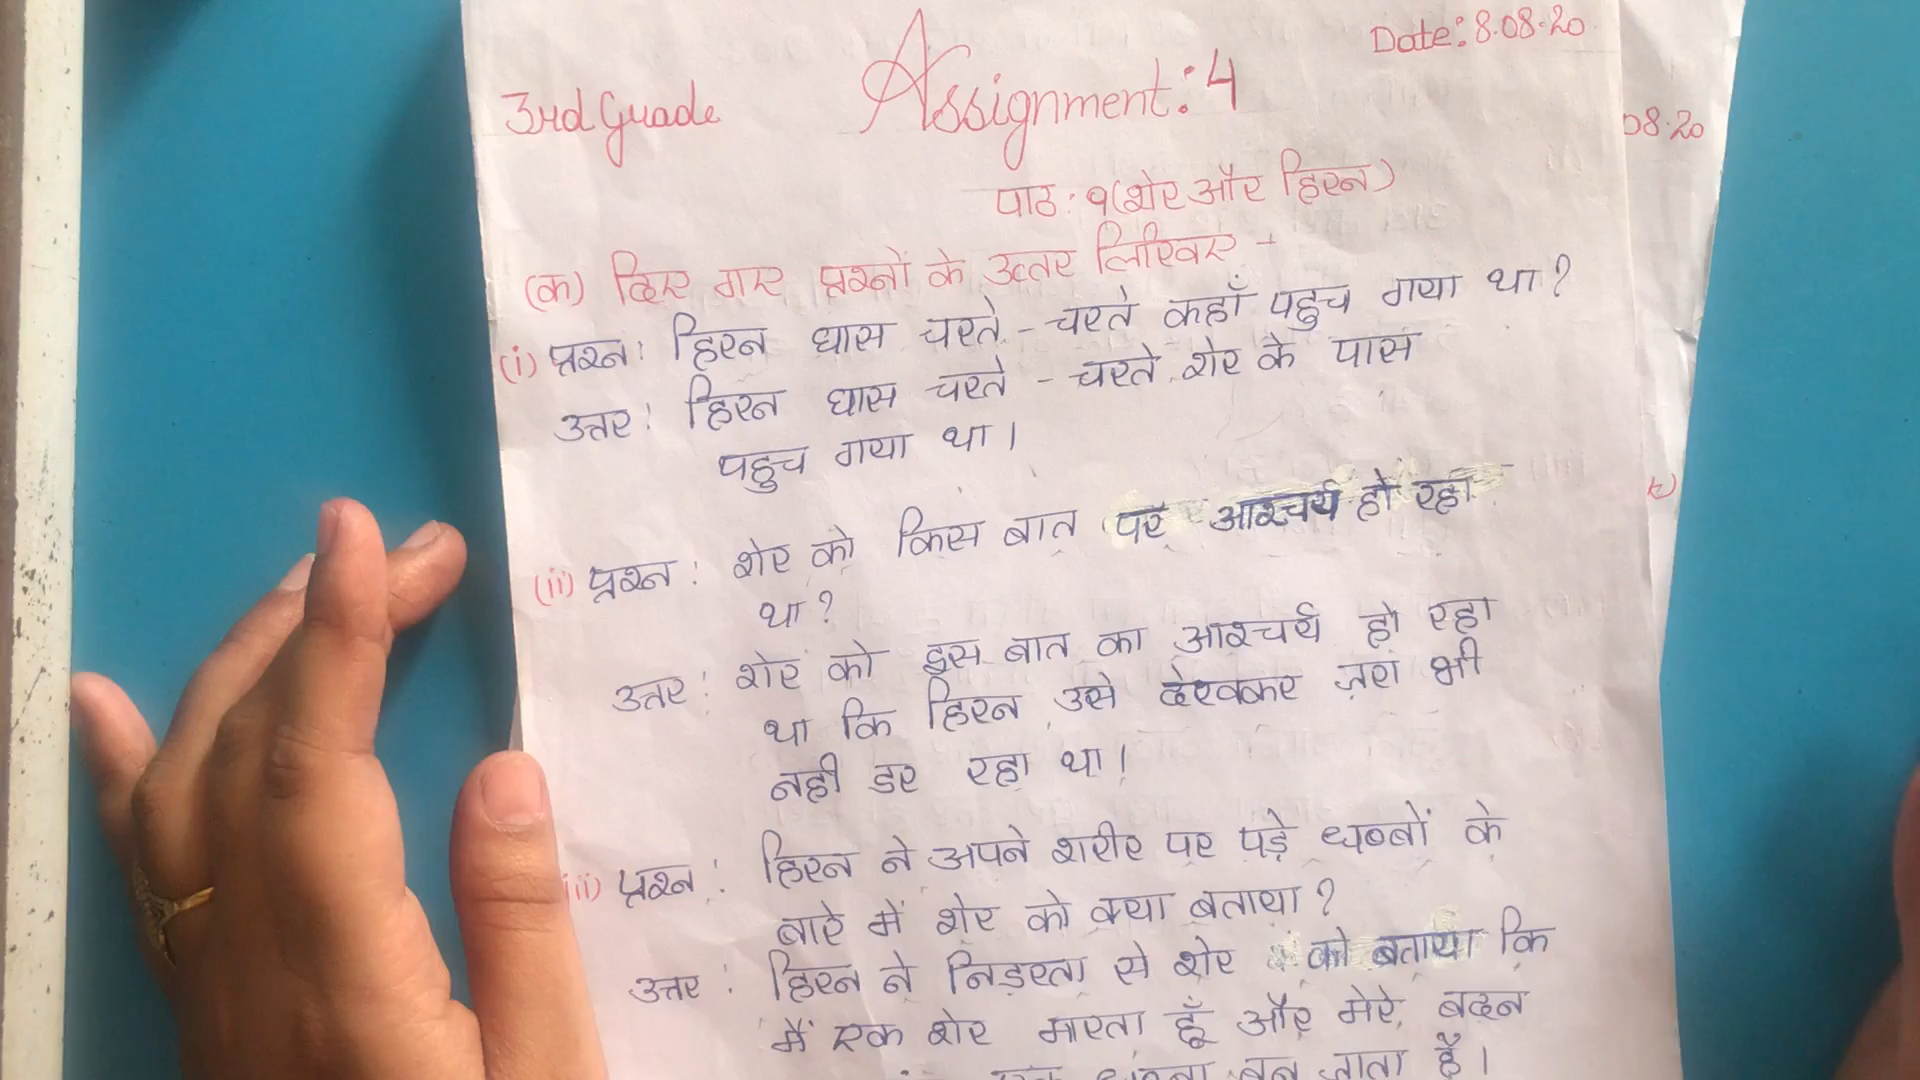 3rd Grade
Assignment: 4
Date: 8.08.20
08.20
पाठ: १(शेर और हिरन)
(क) दिए गए प्रश्नों के उत्तर लिखिए -
(i) प्रश्न: हिरन घास चरते - चरते कहाँ पहुच गया था?
उत्तर: हिरन घास चरते - चरते शेर के पास
पहुच गया था।
(ii) प्रश्न: शेर को किस बात पर आश्चर्य हो रहा
था?
उत्तर: शेर को इस बात का आश्चर्य हो रहा
था कि हिरन उसे देखकर ज़रा भी
नही डर रहा था।
iii) प्रश्न: हिरन ने अपने शरीर पर पड़े धब्बों के
बारे में शेर को क्या बताया?
उत्तर: हिरन ने निडरता से शेर को बताया कि
मैं एक शेर मारता हूँ और मेरे बदन
बन जाता है।